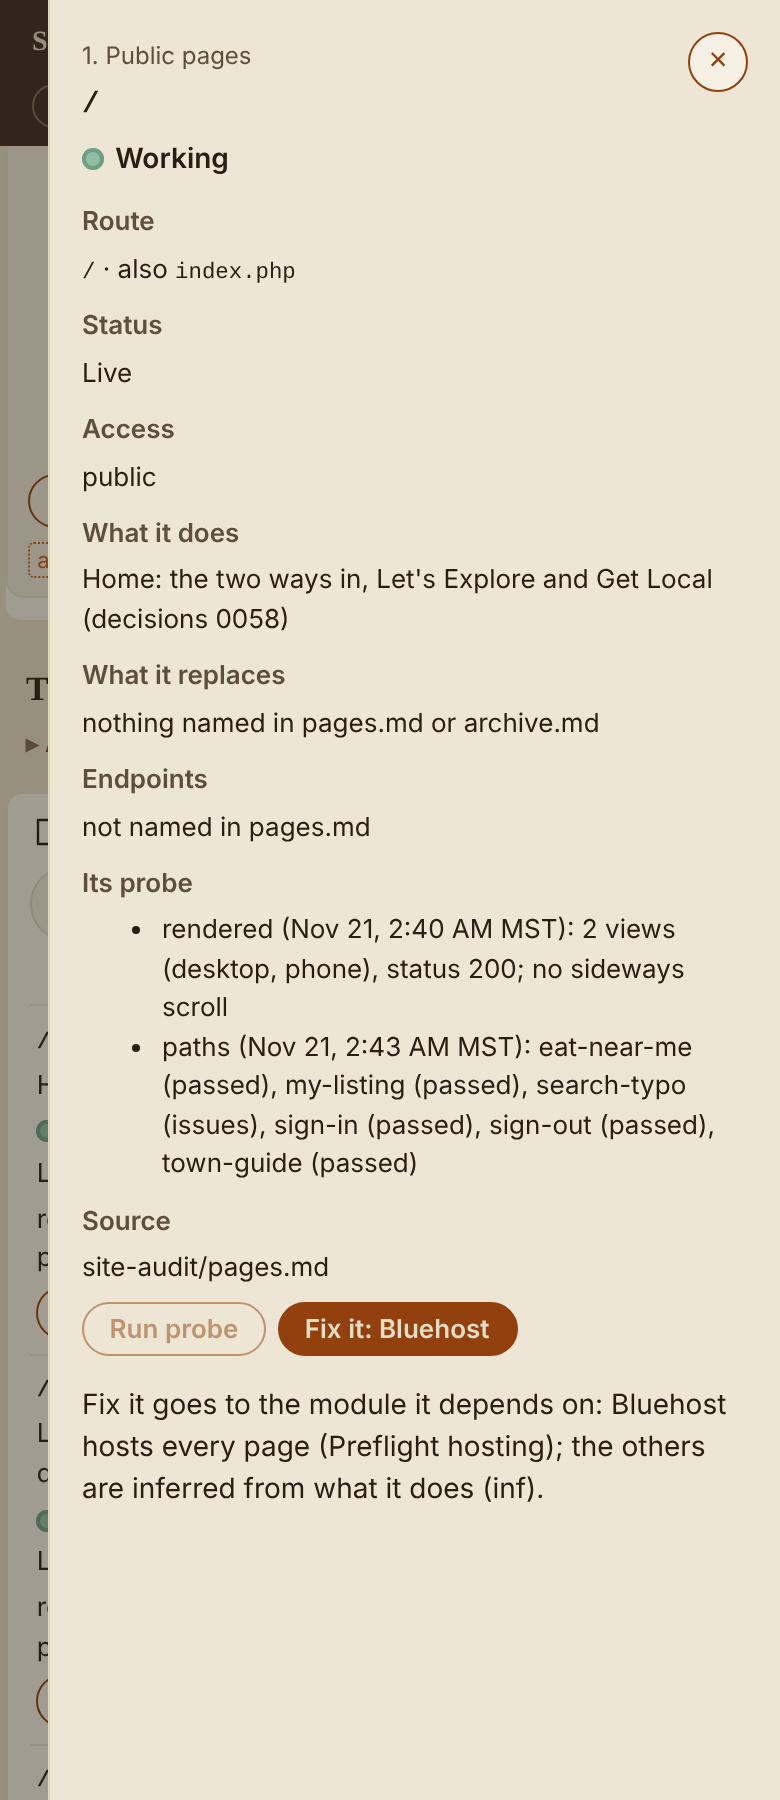 1. Public pages
×
/
Working
Route
/ · also index.php
Status
Live
Access
public
What it does
Home: the two ways in, Let's Explore and Get Local
(decisions 0058)
What it replaces
nothing named in pages.md or archive.md
Endpoints
not named in pages.md
Its probe
• rendered (Nov 21, 2:40 AM MST): 2 views
(desktop, phone), status 200; no sideways
scroll
• paths (Nov 21, 2:43 AM MST): eat-near-me
(passed), my-listing (passed), search-typo
(issues), sign-in (passed), sign-out (passed),
town-guide (passed)
Source
site-audit/pages.md
Run probe
Fix it: Bluehost
Fix it goes to the module it depends on: Bluehost
hosts every page (Preflight hosting); the others
are inferred from what it does (inf).